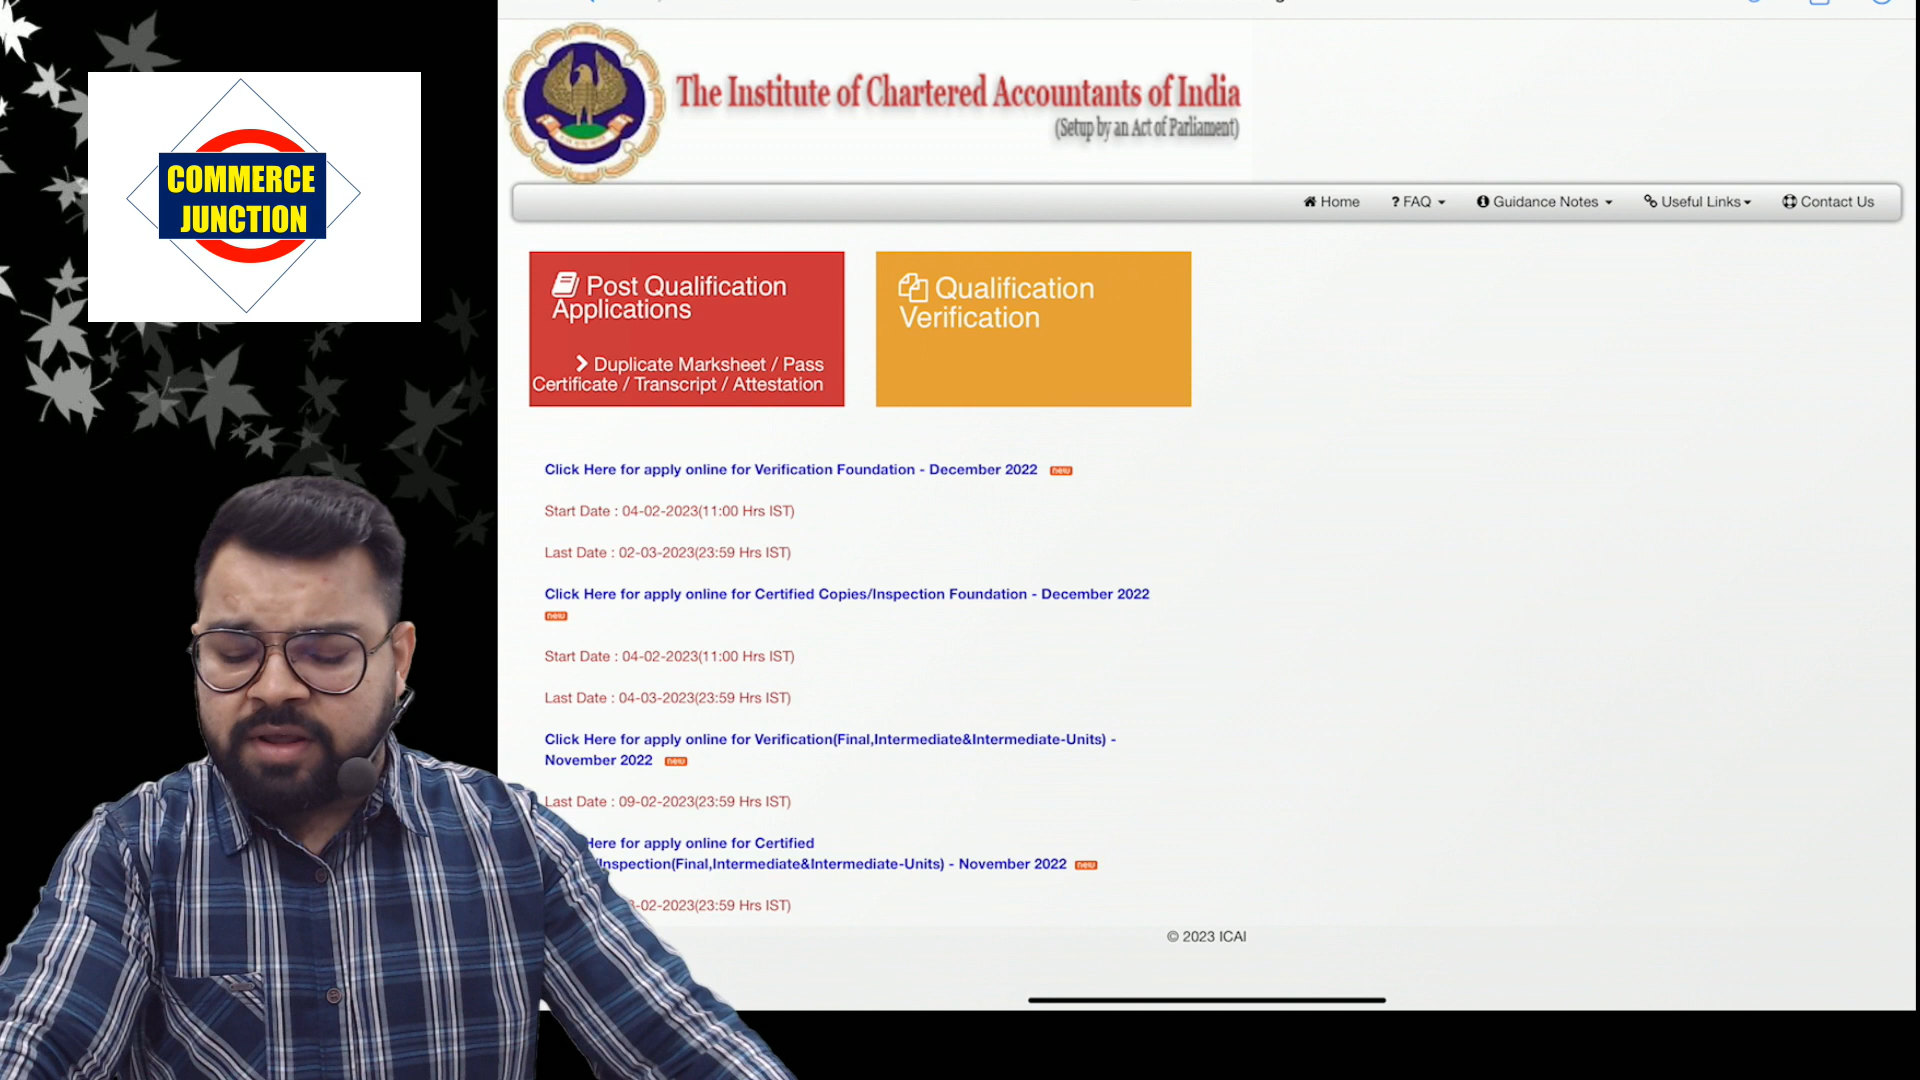 COMMERCE
JUNCTION
The Institute of Chartered Accountants of India
(Setup by an Act of Parliament)
Home ? FAQ Guidance Notes Useful Links Contact Us
Post Qualification
Applications
Duplicate Marksheet / Pass
Certificate / Transcript / Attestation
Qualification
Verification
Click Here for apply online for Verification Foundation - December 2022 new
Start Date : 04-02-2023(11:00 Hrs IST)
Last Date : 02-03-2023(23:59 Hrs IST)
Click Here for apply online for Certified Copies/Inspection Foundation - December 2022
new
Start Date : 04-02-2023(11:00 Hrs IST)
Last Date : 04-03-2023(23:59 Hrs IST)
Click Here for apply online for Verification(Final,Intermediate&Intermediate-Units) -
November 2022 new
Last Date : 09-02-2023(23:59 Hrs IST)
Here for apply online for Certified
/Inspection(Final,Intermediate&Intermediate-Units) - November 2022 new
-02-2023(23:59 Hrs IST)
© 2023 ICAI